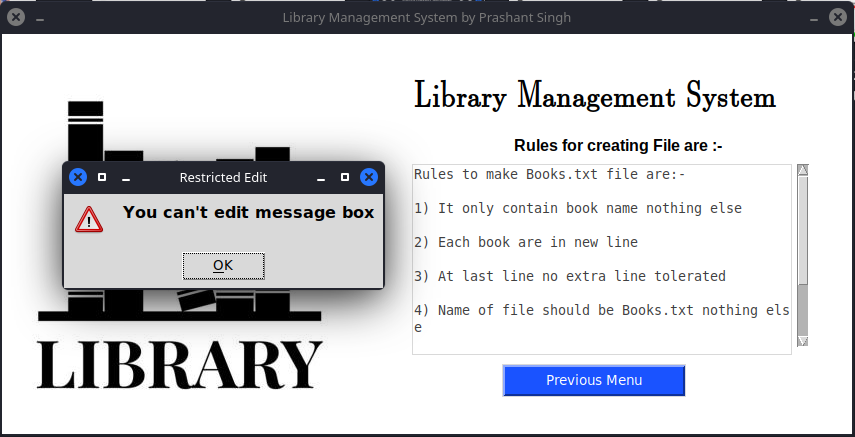 Library Management System by Prashant Singh
Library Management System
Rules for creating File are :-
Restricted Edit
You can't edit message box
OK
Rules to make Books.txt file are:-
1) It only contain book name nothing else
2) Each book are in new line
3) At last line no extra line tolerated
4) Name of file should be Books.txt nothing els
e
LIBRARY
Previous Menu